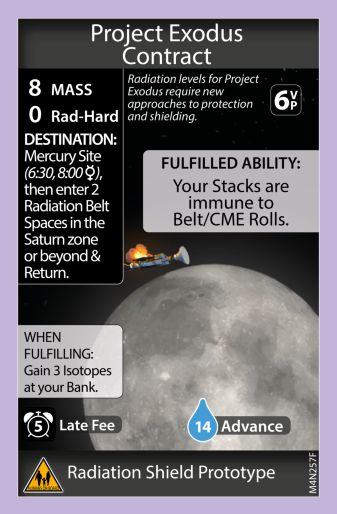 Project Exodus
Contract
8 MASS
0 Rad-Hard
DESTINATION:
Mercury Site
(6:30, 8:00☿),
then enter 2
Radiation Belt
Spaces in the
Saturn zone
or beyond &
Return.
Radiation levels for Project
Exodus require new
approaches to protection
and shielding.
6 VP
FULFILLED ABILITY:
Your Stacks are
immune to
Belt/CME Rolls.
WHEN
FULFILLING:
Gain 3 Isotopes
at your Bank.
5 Late Fee
14 Advance
Radiation Shield Prototype
M4N257F